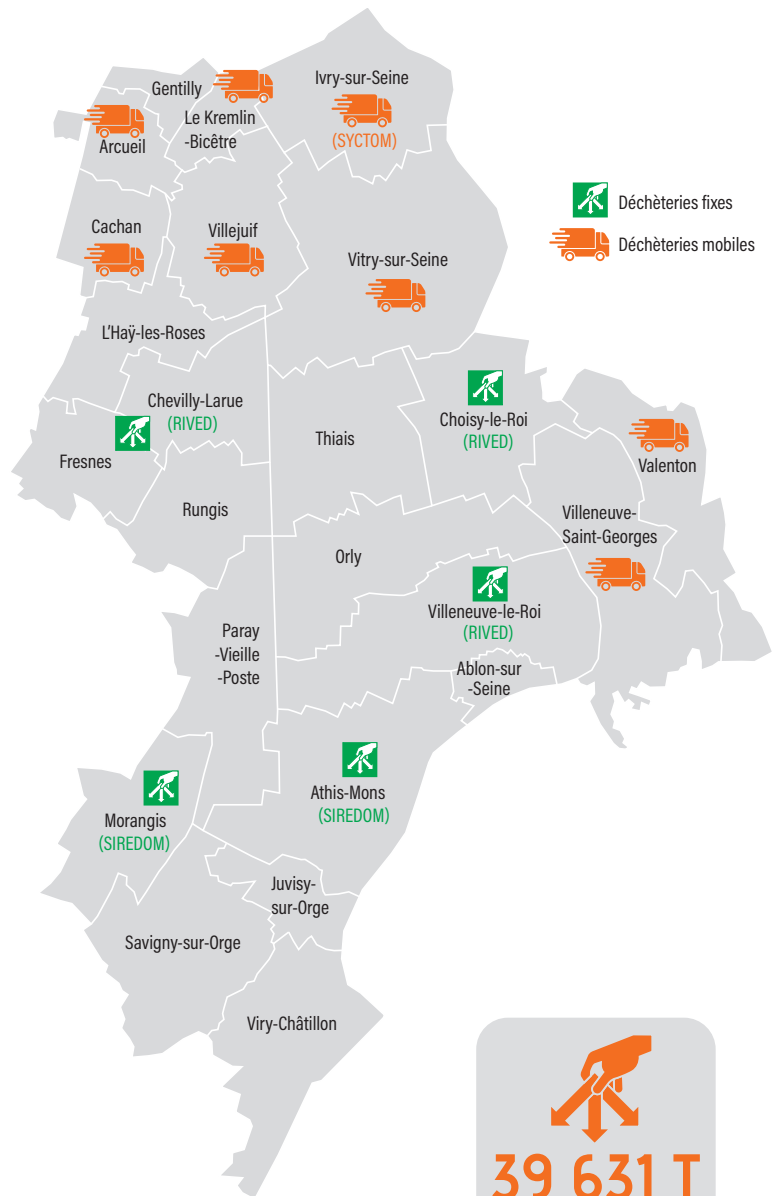 Gentilly
Ivry-sur-Seine
(SYCTOM)
Le Kremlin
-Bicêtre
Arcueil
Cachan
Villejuif
Vitry-sur-Seine
Déchèteries fixes
Déchèteries mobiles
L'Haÿ-les-Roses
Chevilly-Larue
(RIVED)
Fresnes
Thiais
Choisy-le-Roi
(RIVED)
Valenton
Rungis
Villeneuve-
Saint-Georges
Orly
Villeneuve-le-Roi
(RIVED)
Paray
-Vieille
-Poste
Ablon-sur
-Seine
Athis-Mons
(SIREDOM)
Morangis
(SIREDOM)
Juvisy-
sur-Orge
Savigny-sur-Orge
Viry-Châtillon
39 631 T